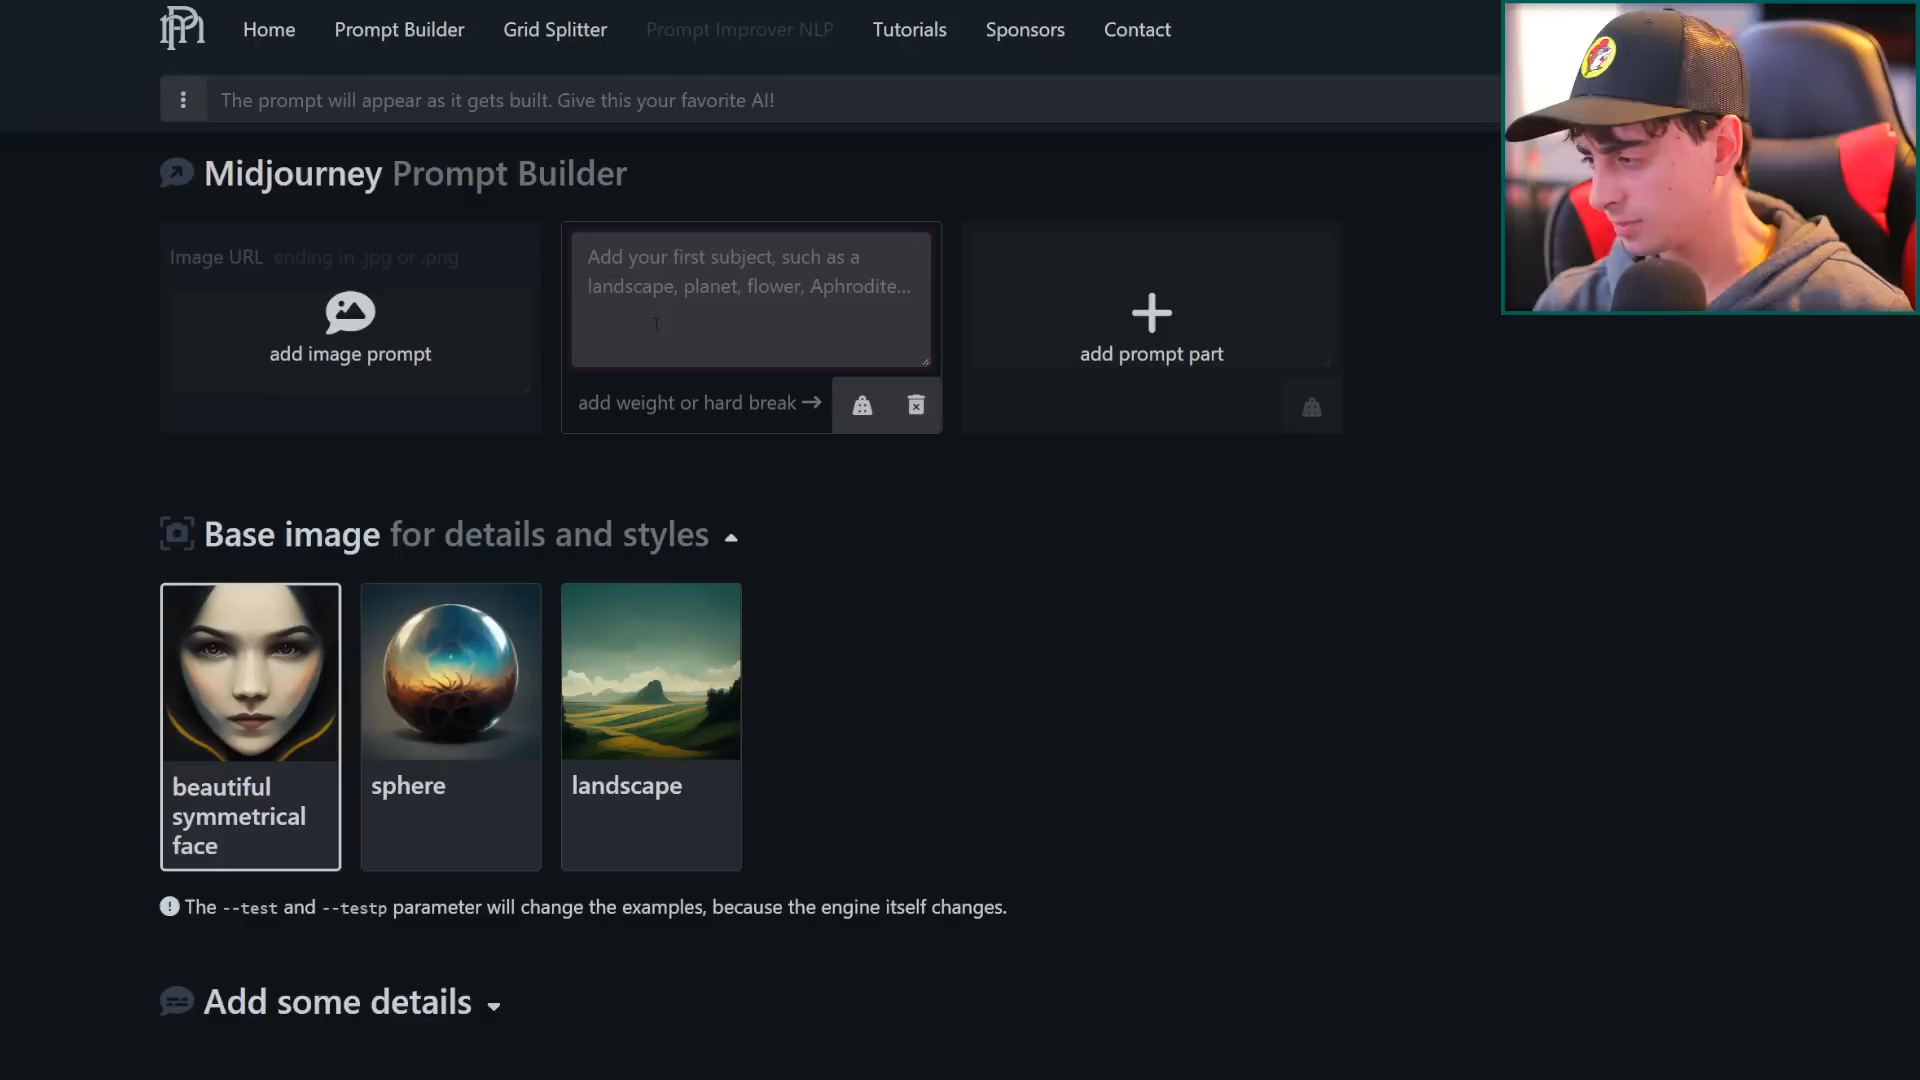 Home
Prompt Builder
Grid Splitter
Prompt Improver NLP
Tutorials
Sponsors
Contact
The prompt will appear as it gets built. Give this your favorite AI!
Midjourney Prompt Builder
Image URL ending in .jpg or .png
add image prompt
Add your first subject, such as a
landscape, planet, flower, Aphrodite...
add weight or hard break →
add prompt part
Base image for details and styles
beautiful
symmetrical
face
sphere
landscape
The --test and --testp parameter will change the examples, because the engine itself changes.
Add some details